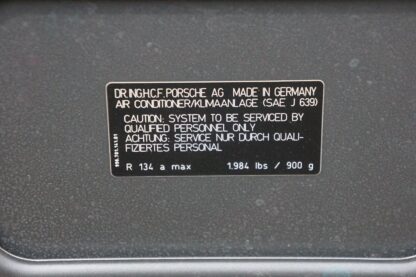 DR.ING.H.C.F. PORSCHE AG MADE IN GERMANY
AIR CONDITIONER/KLIMAANLAGE (SAE J 639)
CAUTION: SYSTEM TO BE SERVICED BY
QUALIFIED PERSONNEL ONLY
ACHTUNG: SERVICE NUR DURCH QUALI-
FIZIERTES PERSONAL
R 134 a max 1.984 lbs / 900 g